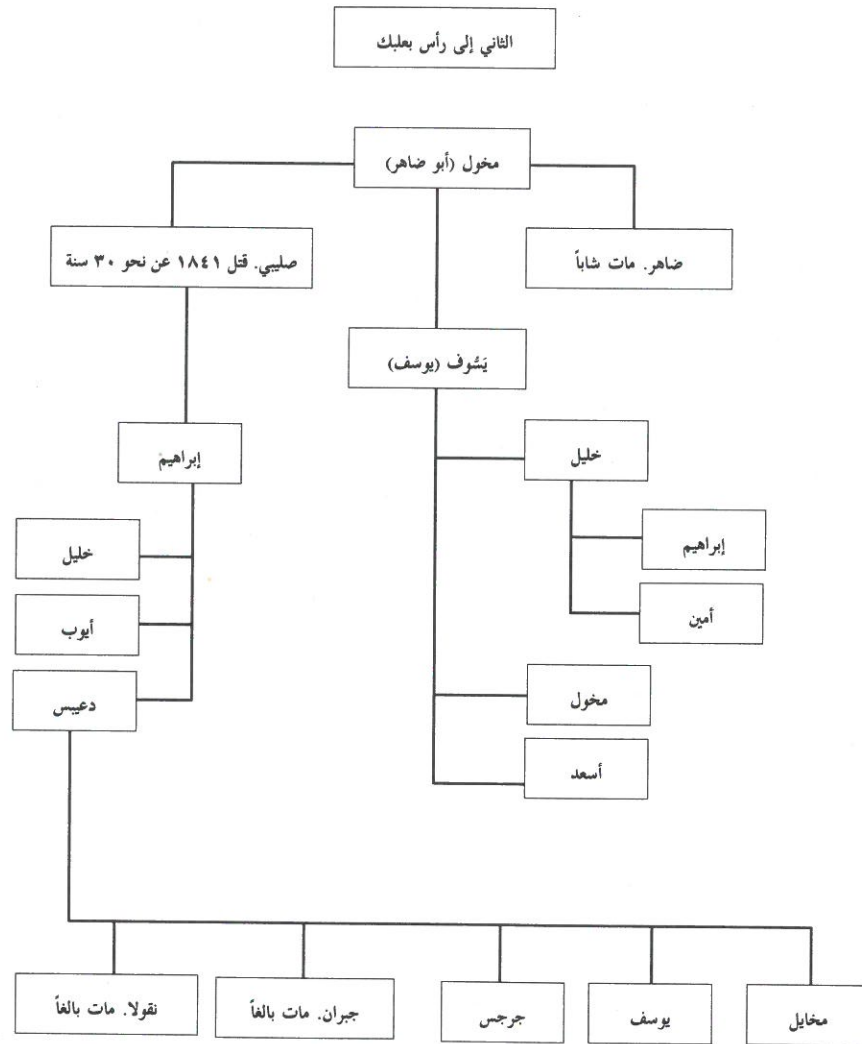 الثاني إلى رأس بعلبك
مخول (أبو ضاهر)
ضاهر. مات شاباً
صليبي. قتل ١٨٤١ عن نحو ٣٠ سنة
يَشُوف (يوسف)
خليل
إبراهيم
إبراهيم
أمين
خليل
أيوب
مخول
دعيبس
أسعد
مخايل
يوسف
جرجس
جبران. مات بالغاً
نقولا. مات بالغاً